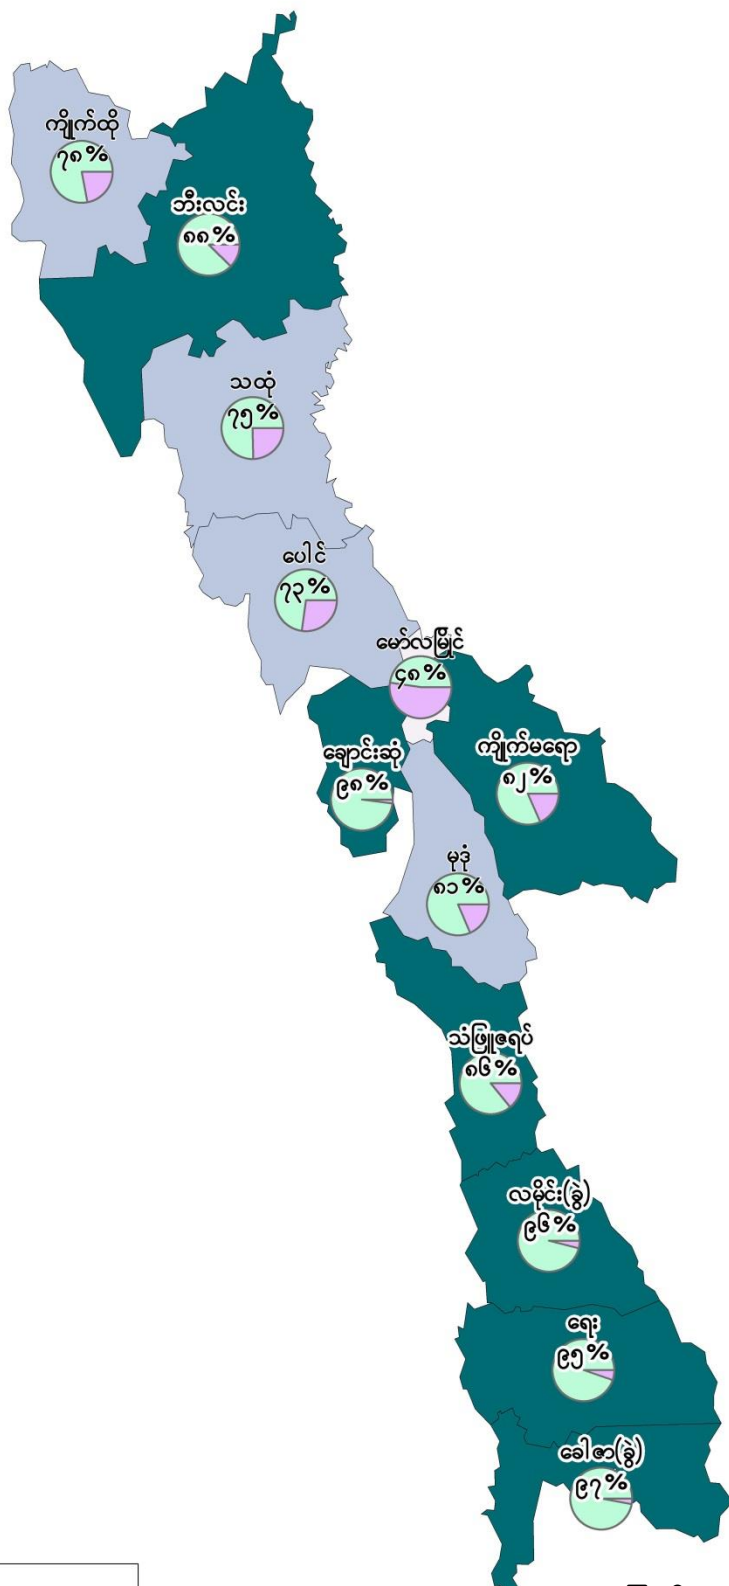 ကျိုက်ထို
၇၈%
ဘီးလင်း
၈၈%
သထုံ
၇၅%
ပေါင်
၇၃%
မော်လမြိုင်
၄၈%
ချောင်းဆုံ
၉၈%
ကျိုက်မရော
၈၂%
မုဒုံ
၈၁%
သံဖြူဇရပ်
၈၆%
လမိုင်း(ခွဲ)
၉၆%
ရေး
၉၅%
ခေါဇာ(ခွဲ)
၉၇%